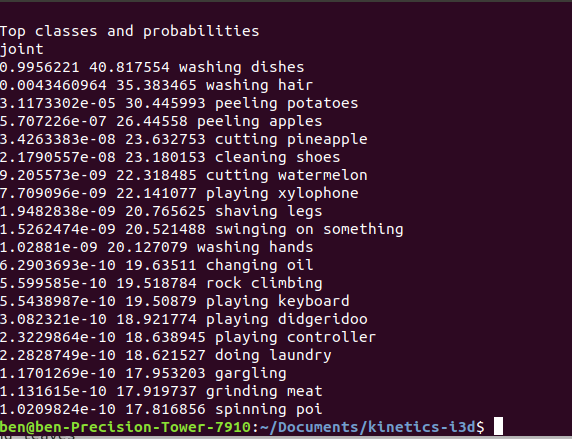 Top classes and probabilities
joint
0.9956221 40.817554 washing dishes
0.0043460964 35.383465 washing hair
3.1173302e-05 30.445993 peeling potatoes
5.707226e-07 26.44558 peeling apples
3.4263383e-08 23.632753 cutting pineapple
2.1790557e-08 23.180153 cleaning shoes
9.205573e-09 22.318485 cutting watermelon
7.709096e-09 22.141077 playing xylophone
1.9482838e-09 20.765625 shaving legs
1.5262474e-09 20.521488 swinging on something
1.02881e-09 20.127079 washing hands
6.2903693e-10 19.63511 changing oil
5.599585e-10 19.518784 rock climbing
5.5438987e-10 19.50879 playing keyboard
3.082321e-10 18.921774 playing didgeridoo
2.3229864e-10 18.638945 playing controller
2.2828749e-10 18.621527 doing laundry
1.1701269e-10 17.953203 gargling
1.131615e-10 17.919737 grinding meat
1.0209824e-10 17.816856 spinning poi
ben@ben-Precision-Tower-7910:~/Documents/kinetics-i3d$